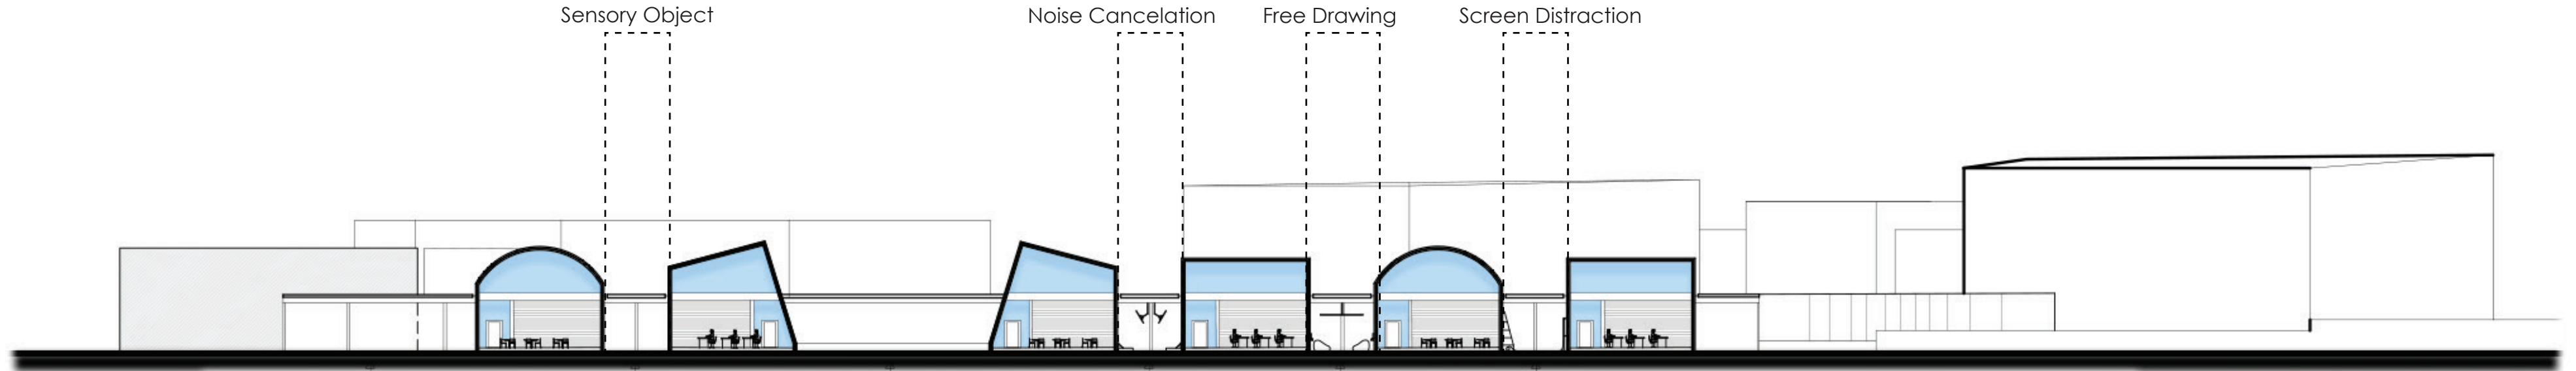 Sensory Object
Noise Cancelation
Free Drawing
Screen Distraction